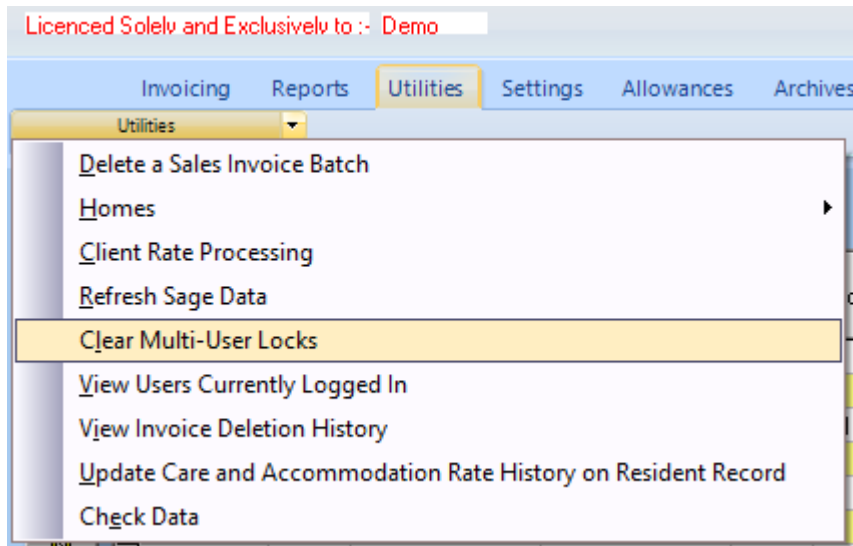 Licenced Solely and Exclusively to :- Demo
Invoicing Reports Utilities Settings Allowances Archives
Utilities
Delete a Sales Invoice Batch
Homes
Client Rate Processing
Refresh Sage Data
Clear Multi-User Locks
View Users Currently Logged In
View Invoice Deletion History
Update Care and Accommodation Rate History on Resident Record
Check Data